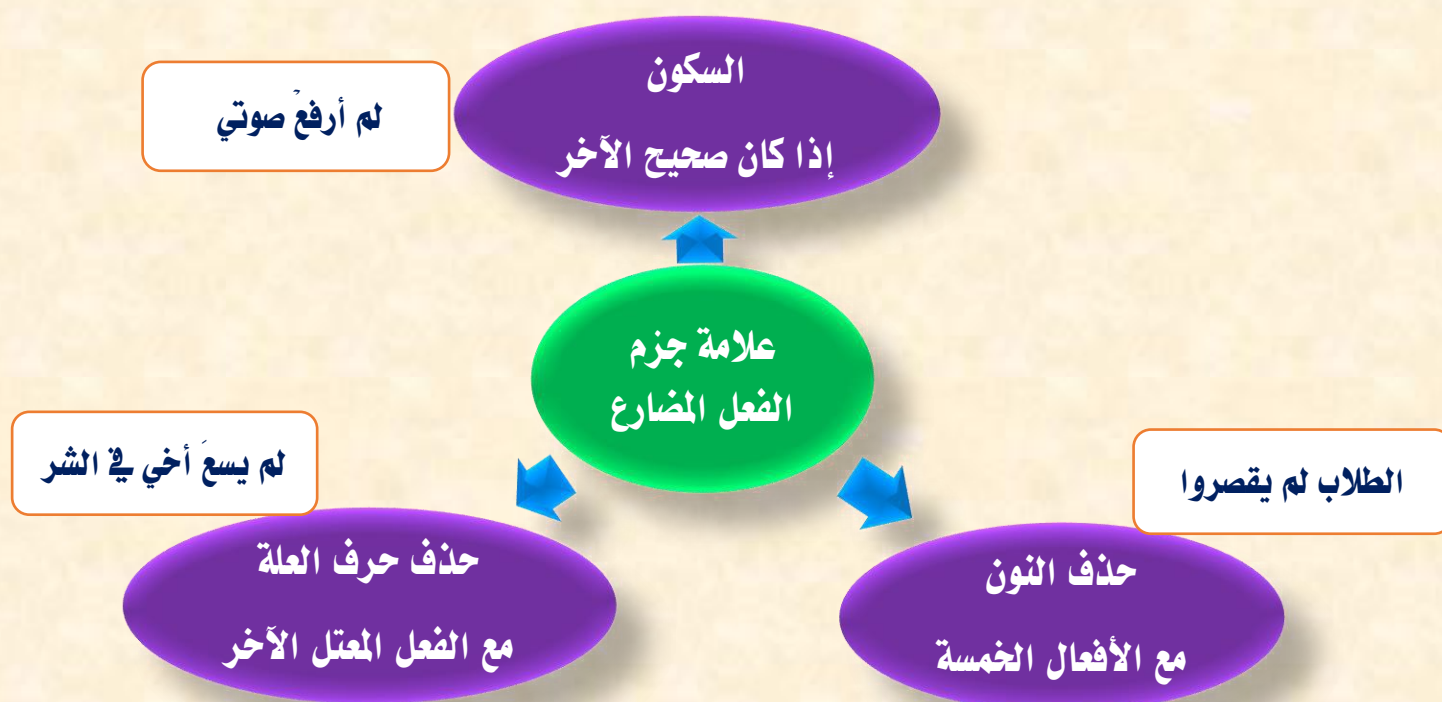 السكون
إذا كان صحيح الآخر
لم أرفعْ صوتي
علامة جزم
الفعل المضارع
الطلاب لم يقصروا
حذف النون
مع الأفعال الخمسة
لم يسعَ أخي في الشر
حذف حرف العلة
مع الفعل المعتل الآخر